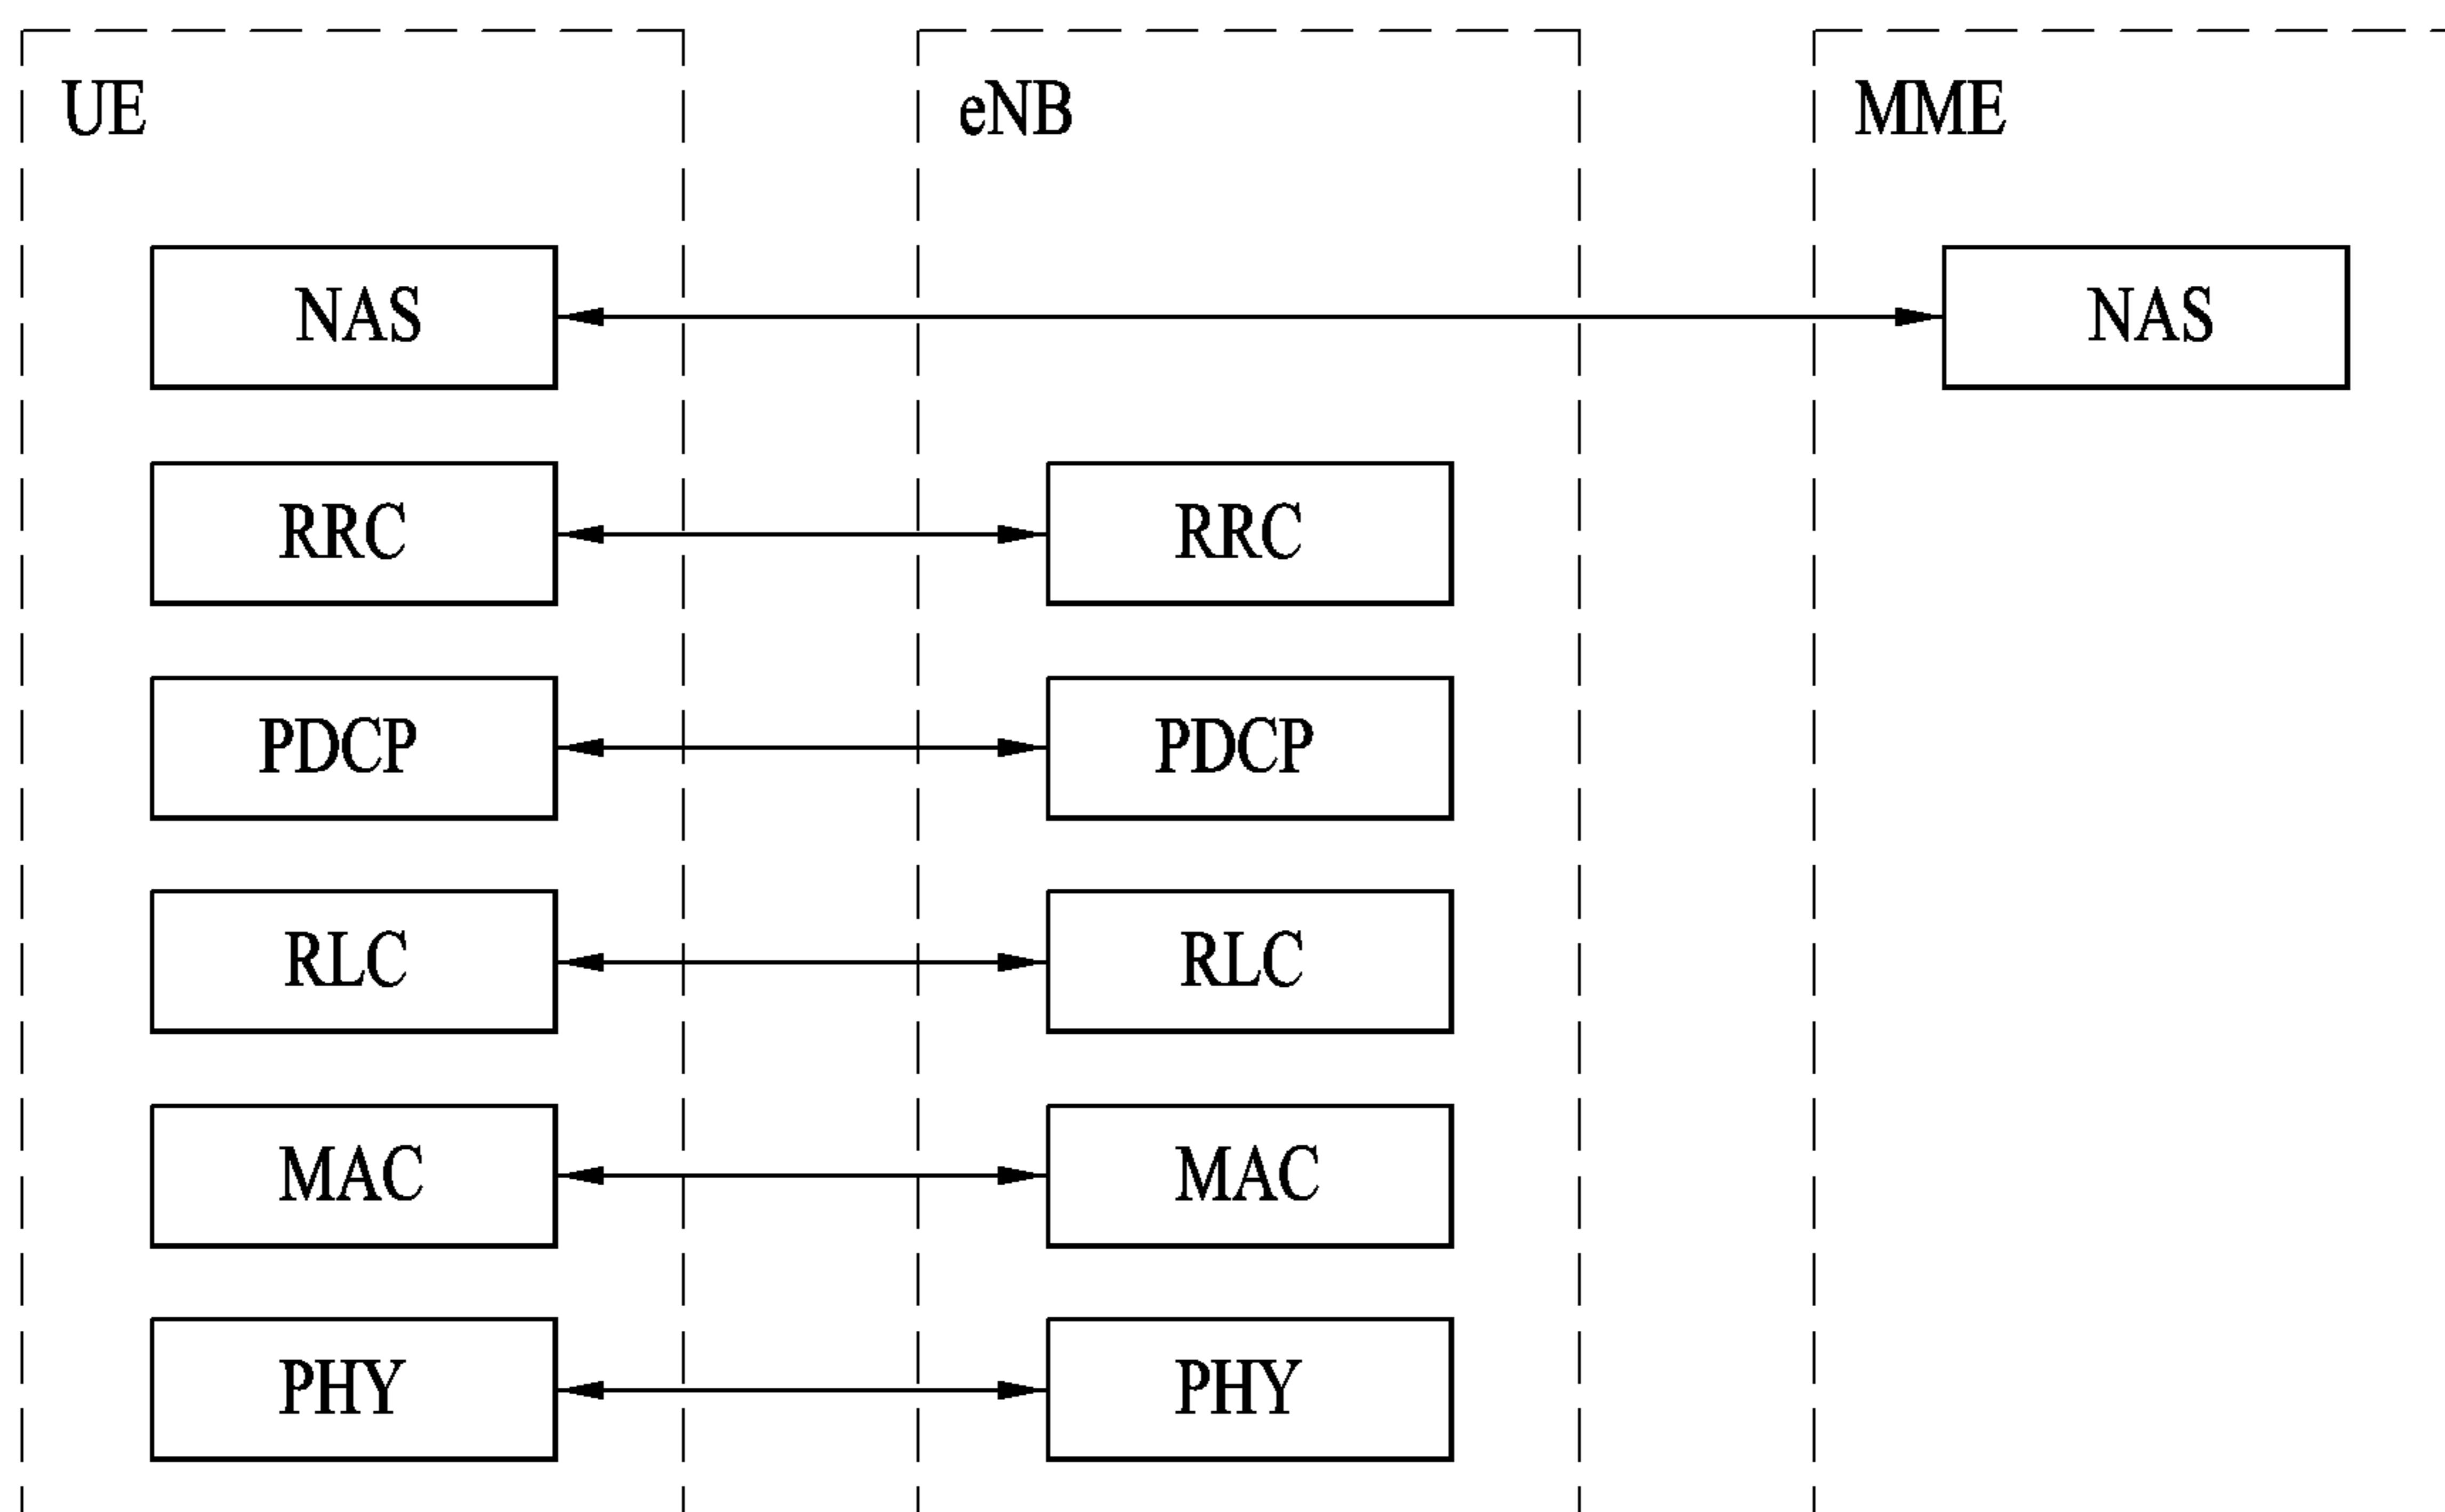 UE eNB MME
NAS NAS
RRC RRC
PDCP PDCP
RLC RLC
MAC MAC
PHY PHY